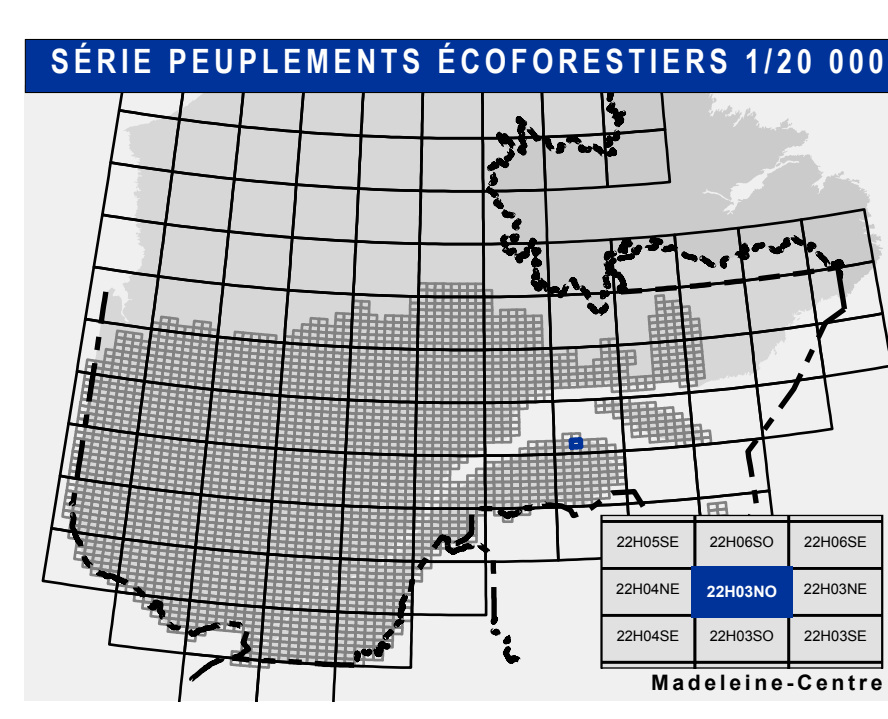 SÉRIE PEUPLEMENTS ÉCOFORESTIERS 1/20 000
22H05SE 22H06SO 22H06SE
22H04NE 22H03NO 22H03NE
22H04SE 22H03SO 22H03SE
Madeleine-Centre